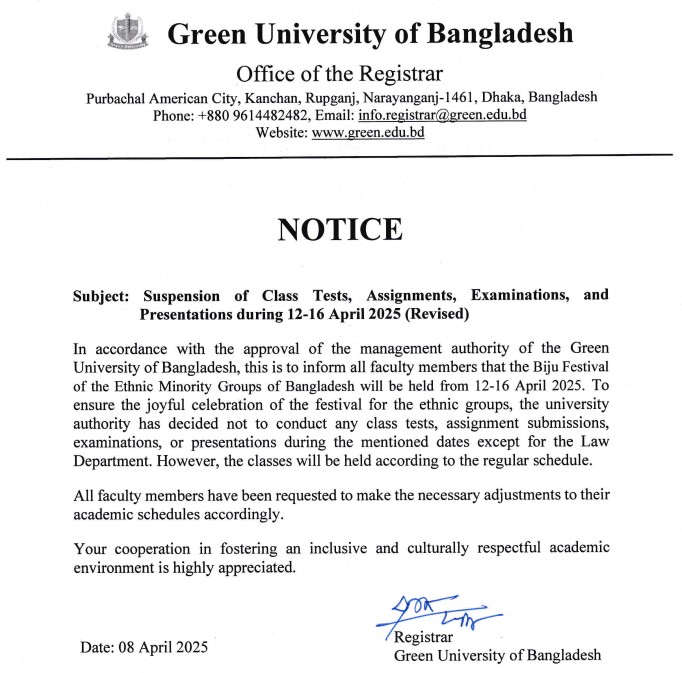 Green University of Bangladesh
Office of the Registrar
Purbachal American City, Kanchan, Rupganj, Narayanganj-1461, Dhaka, Bangladesh
Phone: +880 9614482482, Email: info.registrar@green.edu.bd
Website: www.green.edu.bd
NOTICE
Subject: Suspension of Class Tests, Assignments, Examinations, and
Presentations during 12-16 April 2025 (Revised)
In accordance with the approval of the management authority of the Green
University of Bangladesh, this is to inform all faculty members that the Biju Festival
of the Ethnic Minority Groups of Bangladesh will be held from 12-16 April 2025. To
ensure the joyful celebration of the festival for the ethnic groups, the university
authority has decided not to conduct any class tests, assignment submissions,
examinations, or presentations during the mentioned dates except for the Law
Department. However, the classes will be held according to the regular schedule.
All faculty members have been requested to make the necessary adjustments to their
academic schedules accordingly.
Your cooperation in fostering an inclusive and culturally respectful academic
environment is highly appreciated.
Registrar
Date: 08 April 2025
Green University of Bangladesh